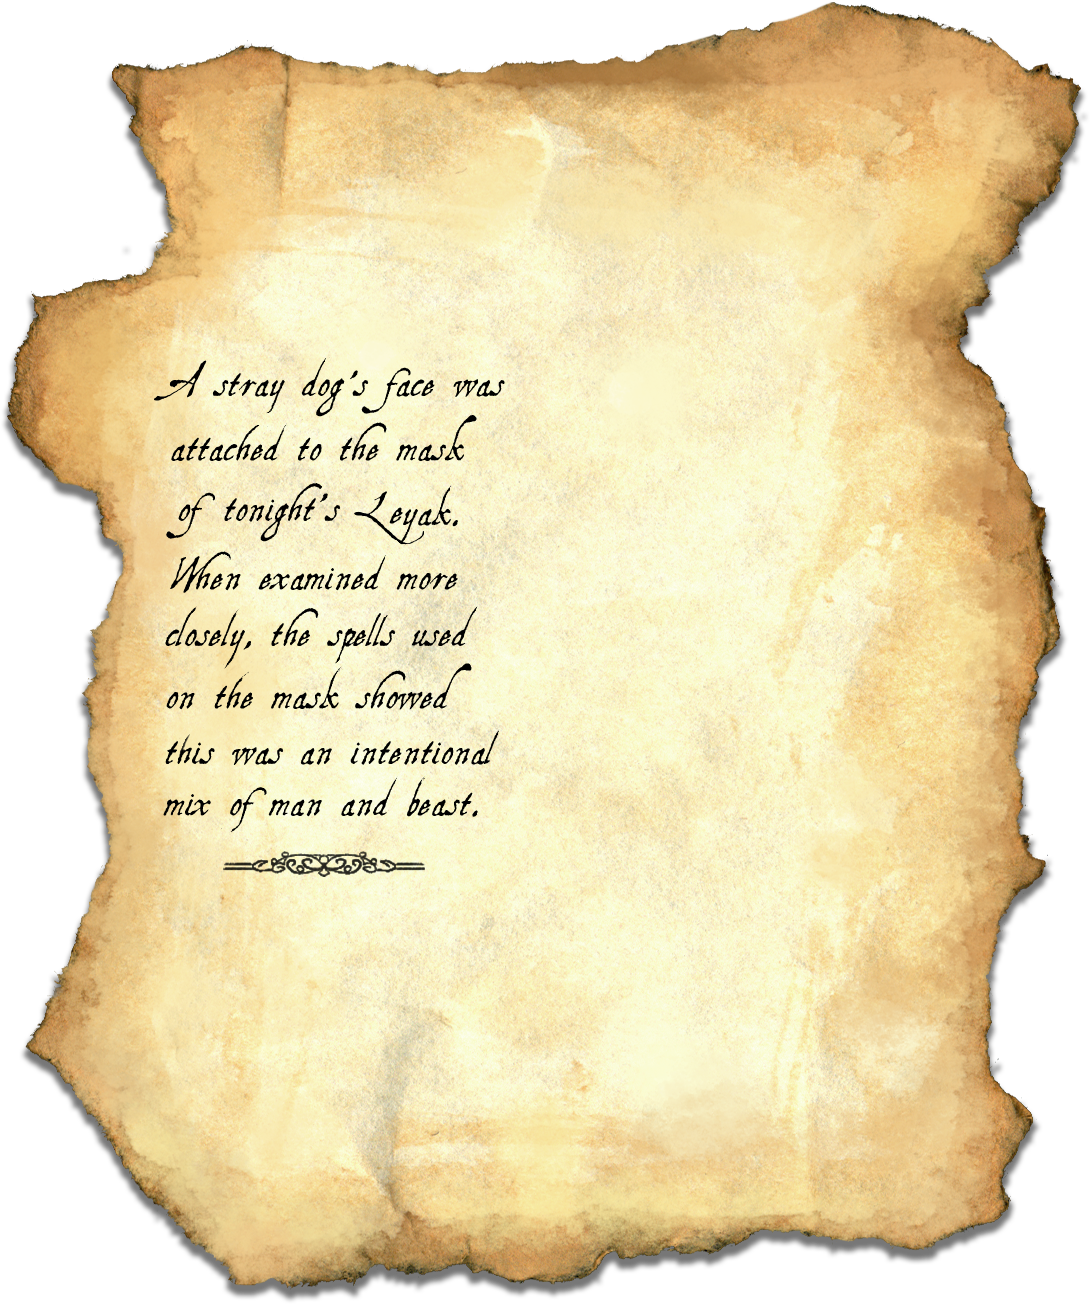 A stray dog's face was
attached to the mask
of tonight's Leyak.
When examined more
closely, the spells used
on the mask showed
this was an intentional
mix of man and beast.